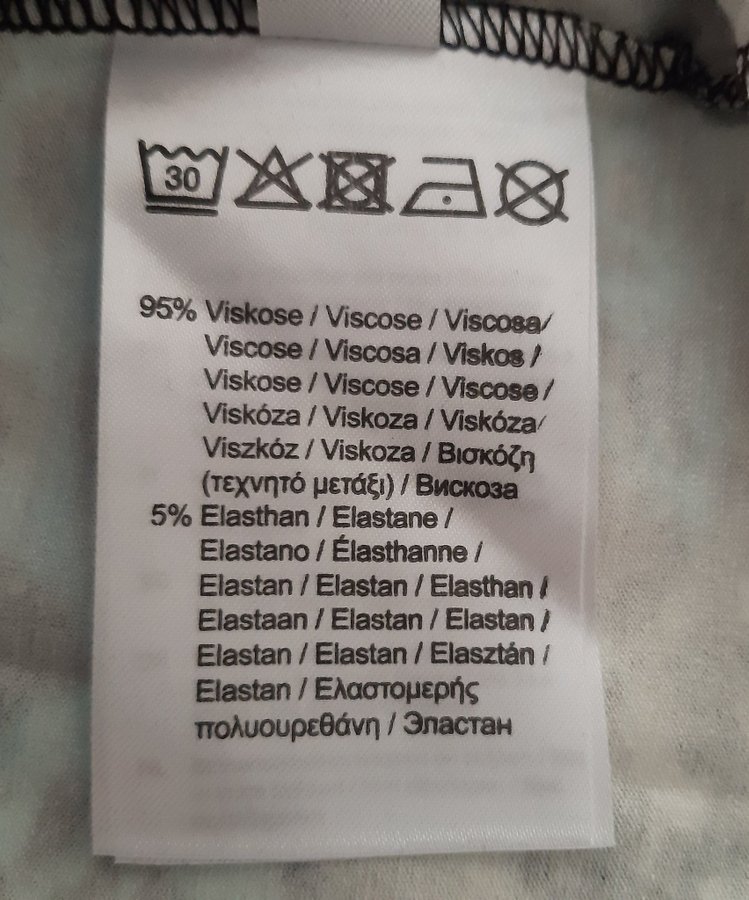 30
95% Viskose / Viscose / Viscosa/
Viscose / Viscosa / Viskos /
Viskose / Viscose / Viscose /
Viskóza / Viskoza / Viskóza/
Viszkóz / Viskoza / Βισκόζη
(τεχνητό μετάξι) / Вискоза
5% Elasthan / Elastane /
Elastano / Élasthanne /
Elastan / Elastan / Elasthan /
Elastaan / Elastan / Elastan /
Elastan / Elastan / Elasztán /
Elastan / Ελαστομερής
πολυουρεθάνη / Эластан